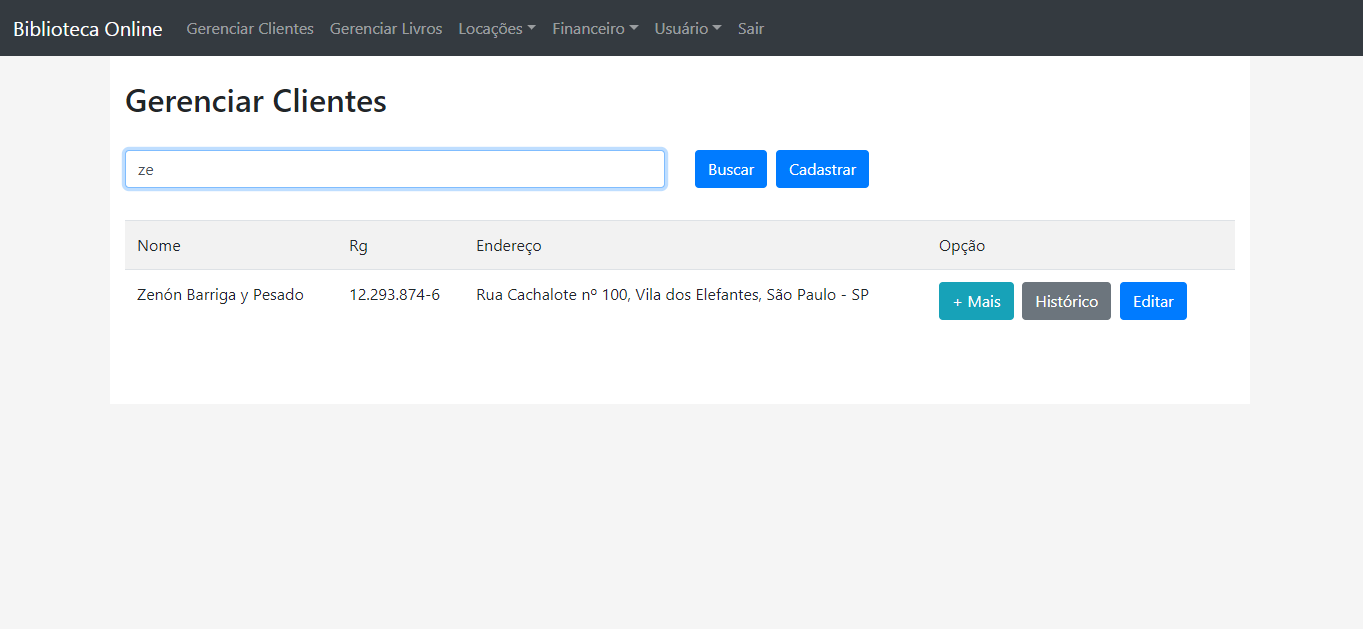 Biblioteca Online Gerenciar Clientes Gerenciar Livros Locações Financeiro Usuário Sair
Gerenciar Clientes
ze Buscar Cadastrar
Nome Rg Endereço Opção
Zenón Barriga y Pesado 12.293.874-6 Rua Cachalote nº 100, Vila dos Elefantes, São Paulo - SP + Mais Histórico Editar